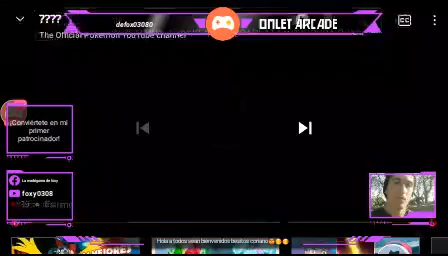 ????
defox03080
OMLET ARCADE
CC
The Official Pokémon YouTube channel
¡Conviértete en mi
primer
patrocinador!
foxy0308
Hola a todos sean bienvenidos besitos coriano